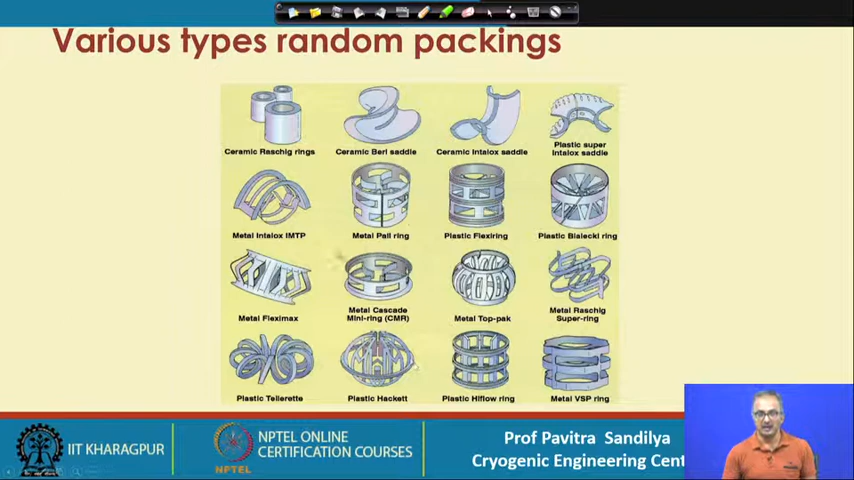 Various types random packings
Ceramic Raschig rings
Ceramic Berl saddle
Ceramic Intalox saddle
Plastic super
Intalox saddle
Metal Intalox IMTP
Metal Pall ring
Plastic Flexiring
Plastic Bialecki ring
Metal Fleximax
Metal Cascade
Mini-ring (CMR)
Metal Top-pak
Metal Raschig
Super-ring
Plastic Tellerette
Plastic Hackett
Plastic Hiflow ring
Metal VSP ring
IIT KHARAGPUR
NPTEL
NPTEL ONLINE
CERTIFICATION COURSES
Prof Pavitra Sandilya
Cryogenic Engineering Cent